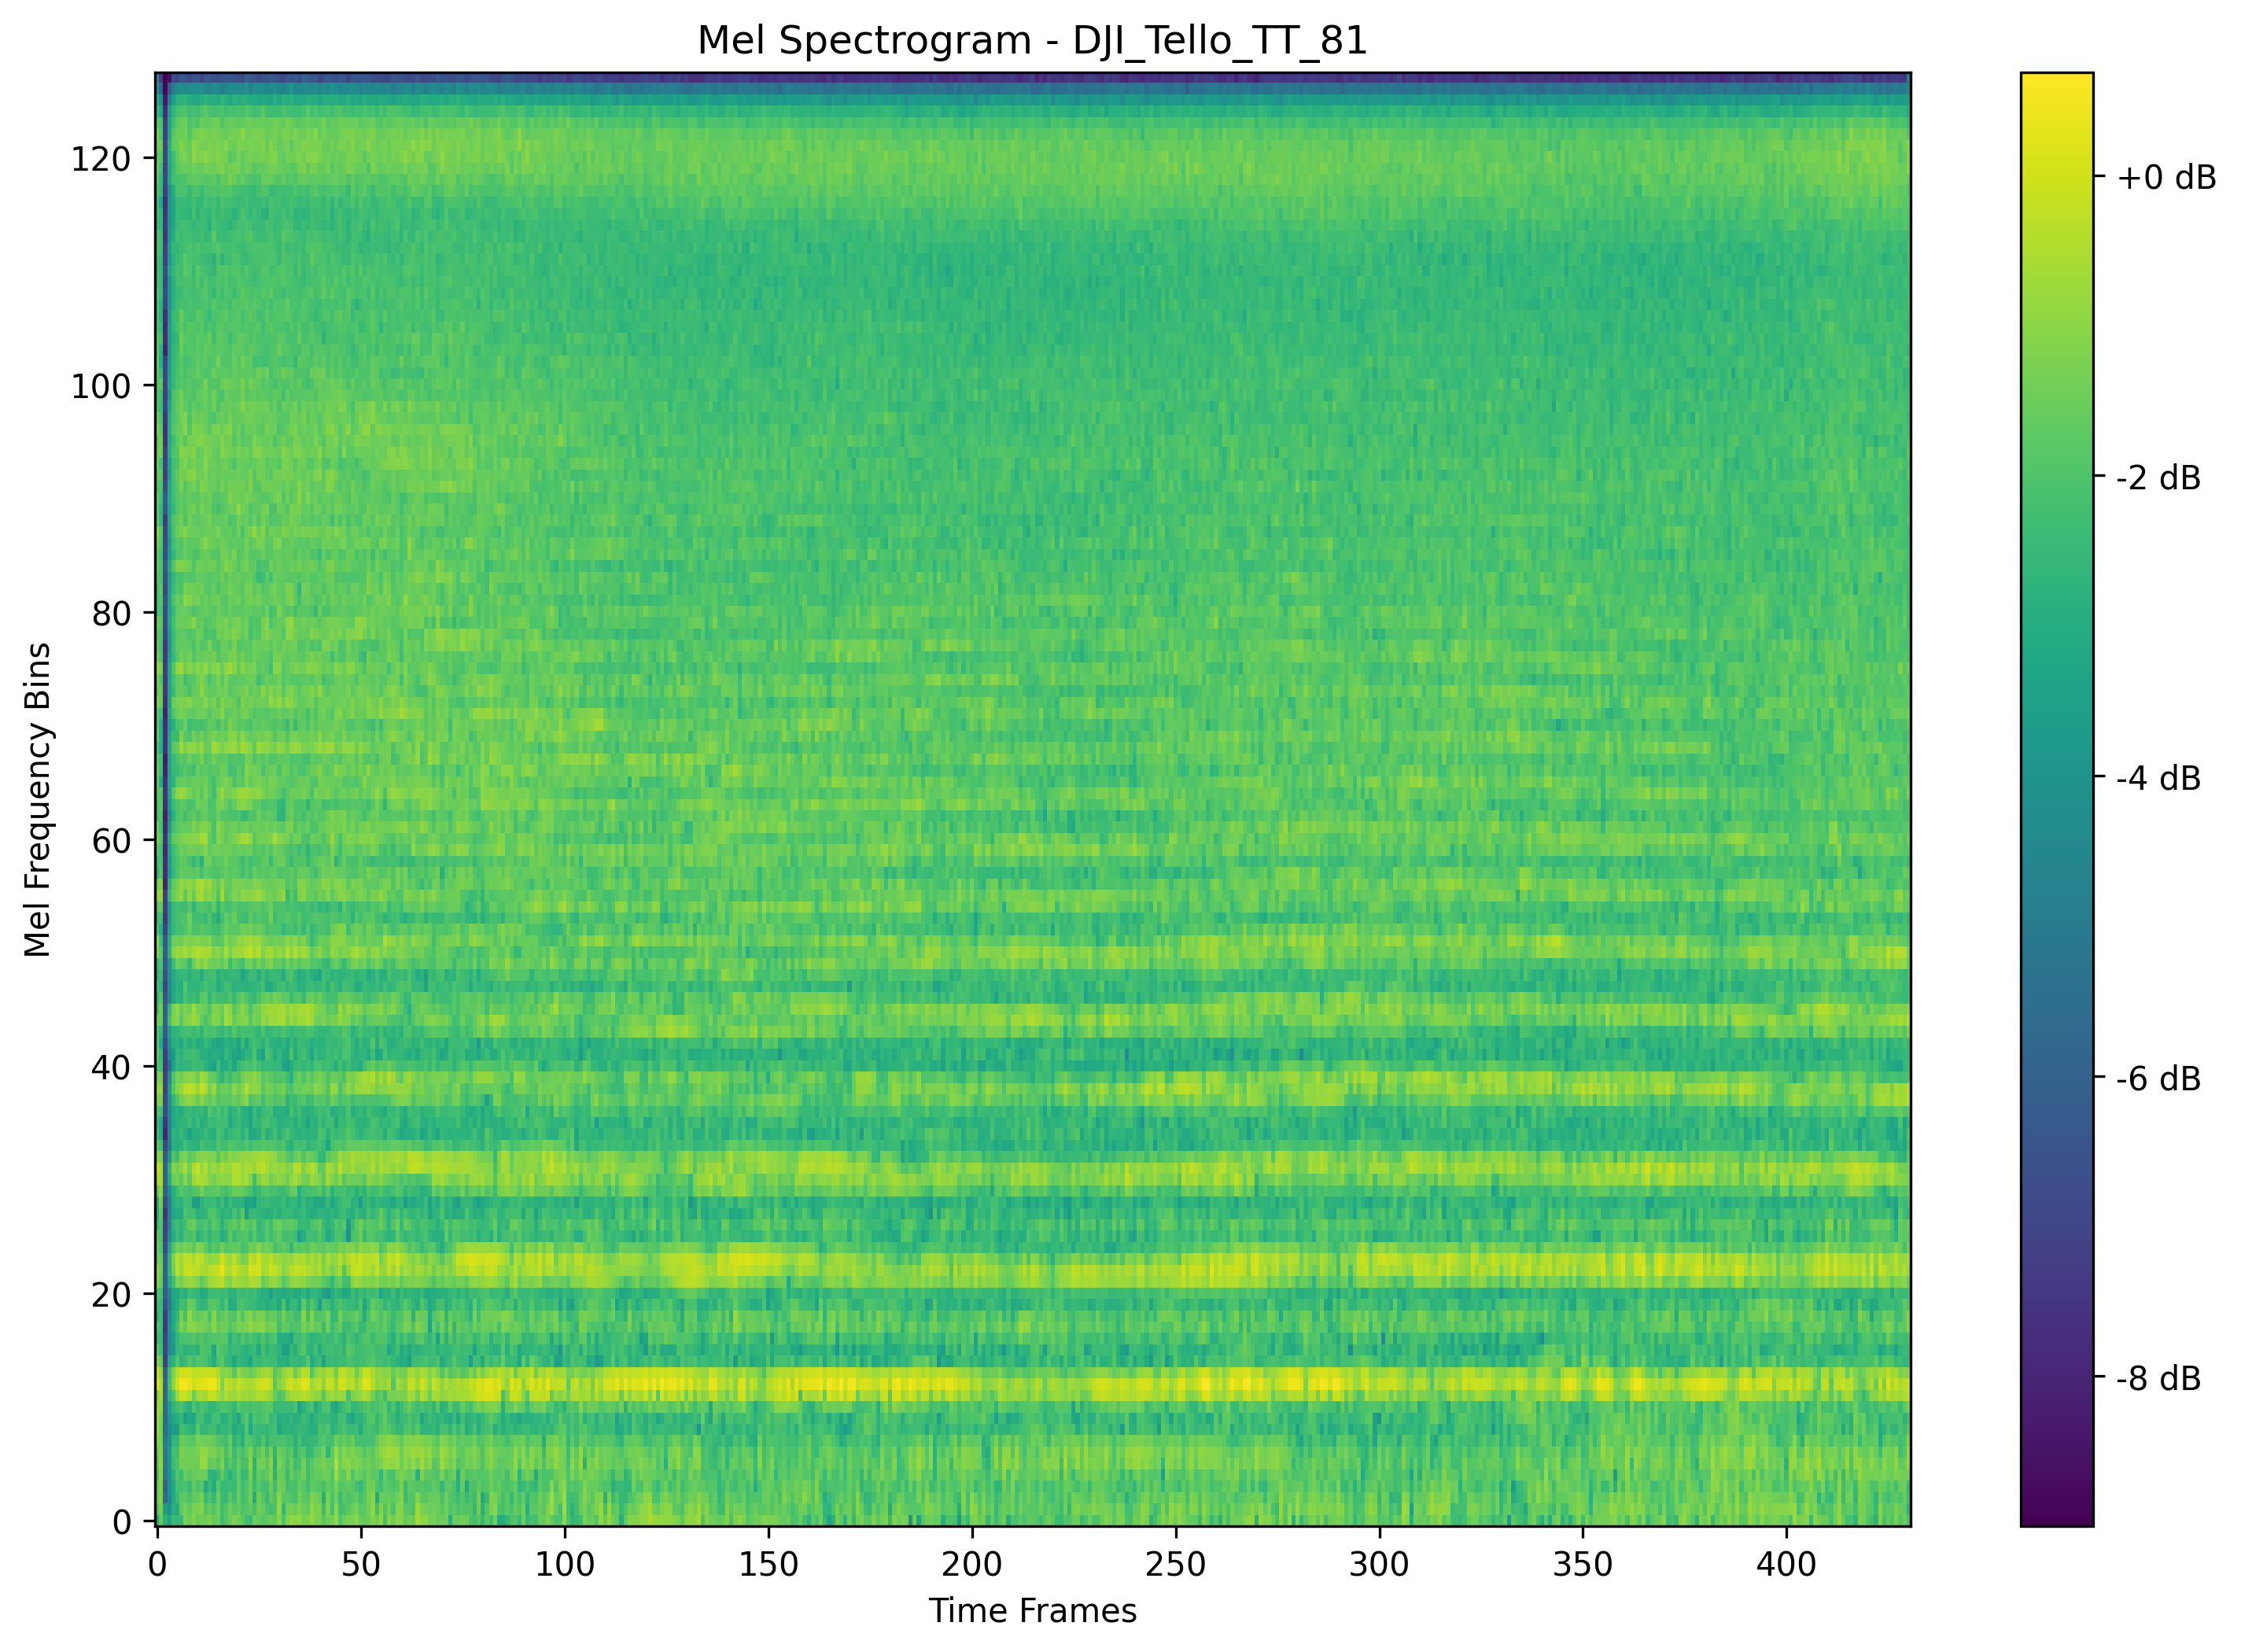 Mel Spectrogram - DJI_Tello_TT_81
120
100
80
60
40
20
0
Mel Frequency Bins
0 50 100 150 200 250 300 350 400
Time Frames
+0 dB
-2 dB
-4 dB
-6 dB
-8 dB